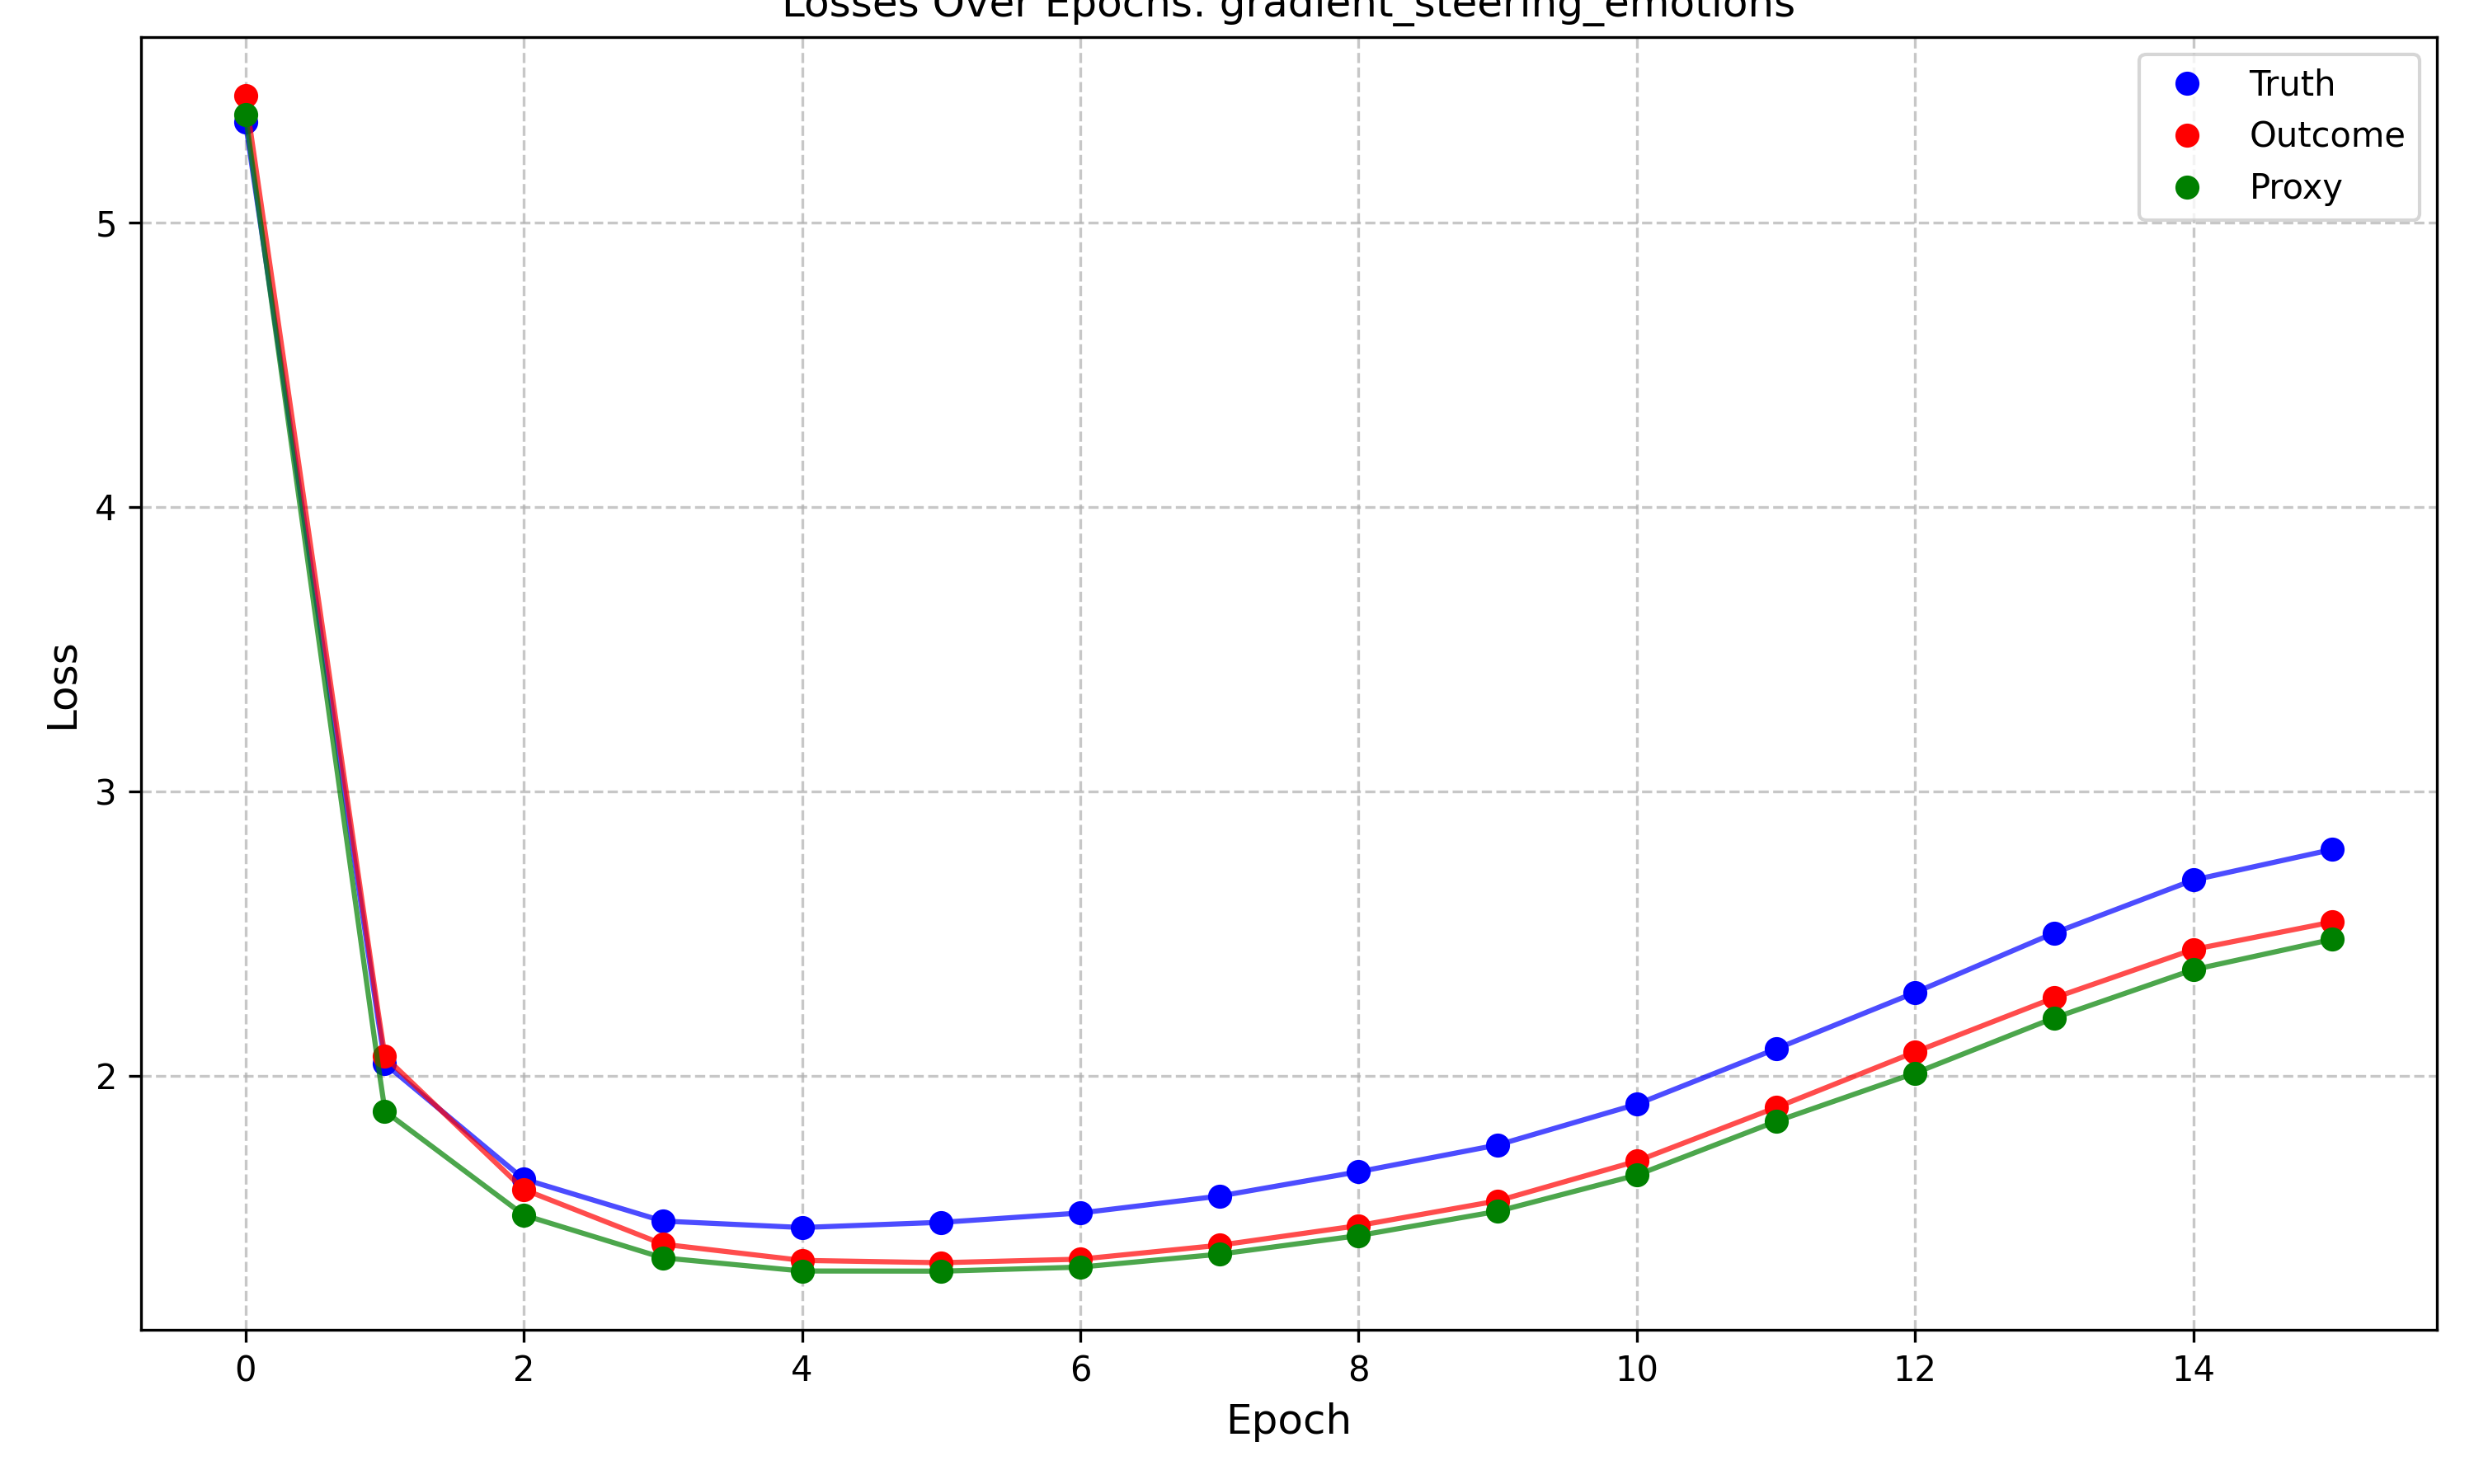 Losses Over Epochs: gradient_steering_emotions
Truth
Outcome
Proxy
5
4
3
2
Loss
0 2 4 6 8 10 12 14
Epoch